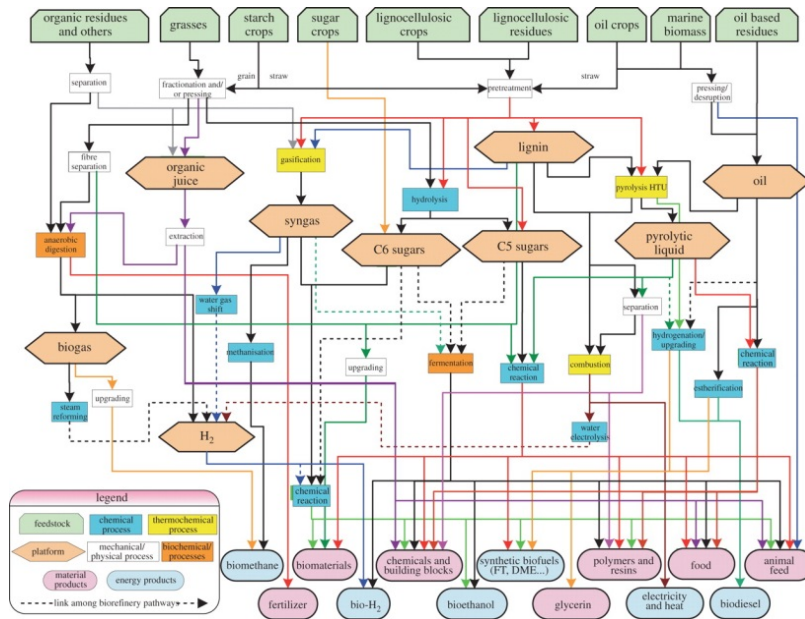 organic residues
and others
grasses
starch
crops
sugar
crops
lignocellulosic
crops
lignocellulosic
residues
oil crops
marine
biomass
oil based
residues
separation
fractionation and/
or pressing
grain
straw
pretreatment
straw
pressing/
desruption
fibre
separation
organic
juice
gasification
lignin
pyrolysis HTU
oil
hydrolysis
syngas
extraction
anaerobic
digestion
C6 sugars
C5 sugars
pyrolytic
liquid
water gas
shift
separation
biogas
methanisation
upgrading
fermentation
chemical
reaction
combustion
hydrogenation/
upgrading
chemical
reaction
estherification
steam
reforming
upgrading
H2
water
electrolysis
chemical
reaction
legend
feedstock
chemical
process
thermochemical
process
platform
mechanical/
physical process
biochemical/
processes
material
products
energy products
link among biorefinery pathways
biomethane
biomaterials
chemicals and
building blocks
synthetic biofuels
(FT, DME...)
polymers and
resins
food
animal
feed
fertilizer
bio-H2
bioethanol
glycerin
electricity
and heat
biodiesel